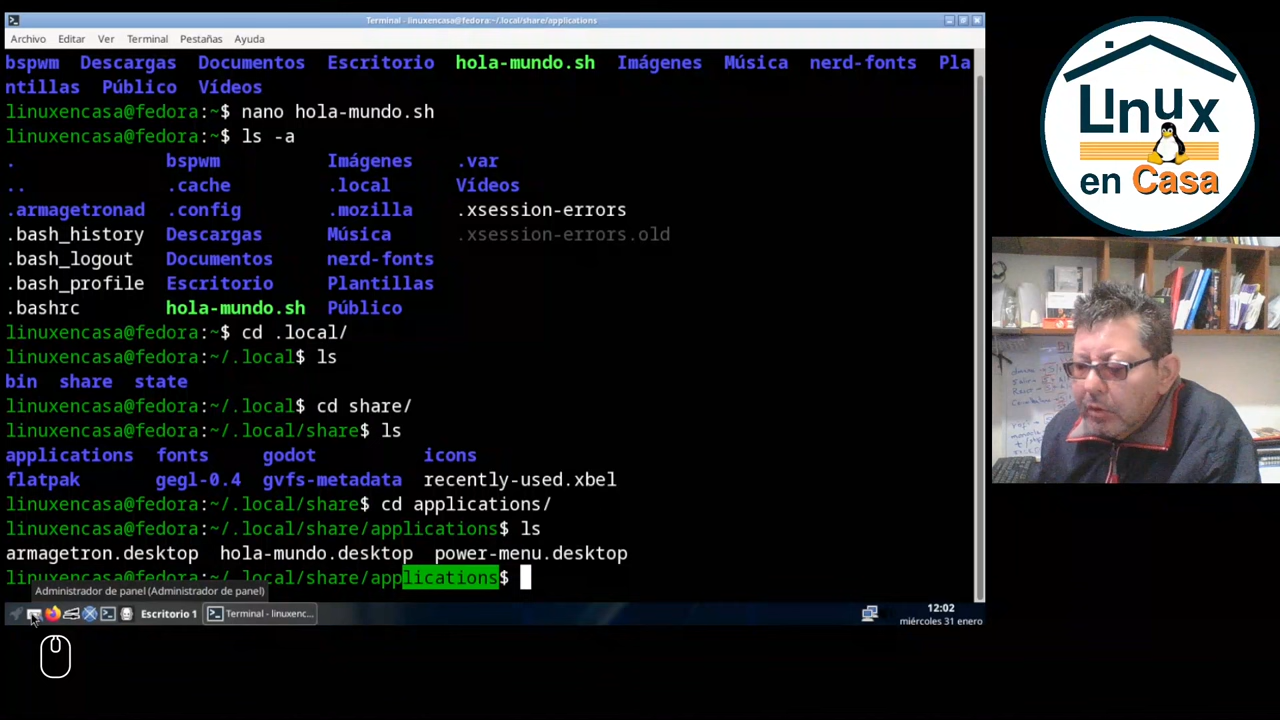 Terminal - linuxencasa@fedora:~/.local/share/applications
Archivo Editar Ver Terminal Pestañas Ayuda
bspwm Descargas Documentos Escritorio hola-mundo.sh Imágenes Música nerd-fonts Pla
ntillas Público Vídeos
linuxencasa@fedora:~$ nano hola-mundo.sh
linuxencasa@fedora:~$ ls -a
. bspwm Imágenes .var
.. .cache .local Vídeos
.armagetronad .config .mozilla .xsession-errors
.bash_history Descargas Música .xsession-errors.old
.bash_logout Documentos nerd-fonts
.bash_profile Escritorio Plantillas
.bashrc hola-mundo.sh Público
linuxencasa@fedora:~$ cd .local/
linuxencasa@fedora:~/.local$ ls
bin share state
linuxencasa@fedora:~/.local$ cd share/
linuxencasa@fedora:~/.local/share$ ls
applications fonts godot icons
flatpak gegl-0.4 gvfs-metadata recently-used.xbel
linuxencasa@fedora:~/.local/share$ cd applications/
linuxencasa@fedora:~/.local/share/applications$ ls
armagetron.desktop hola-mundo.desktop power-menu.desktop
linuxencasa@fedora:~/.local/share/applications$
Administrador de panel (Administrador de panel)
Escritorio 1 Terminal - linuxenc...
12:02
miércoles 31 enero
Linux
en Casa